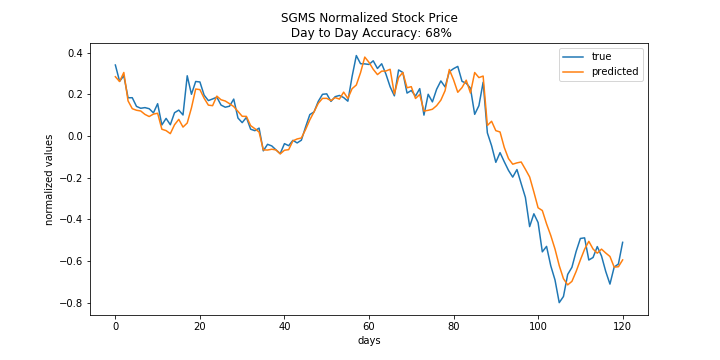 SGMS Normalized Stock Price
Day to Day Accuracy: 68%
true
predicted
normalized values
0.4
0.2
0.0
−0.2
−0.4
−0.6
−0.8
0 20 40 60 80 100 120
days